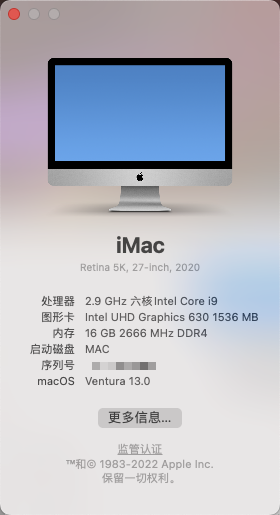 iMac
Retina 5K, 27-inch, 2020
处理器 2.9 GHz 六核Intel Core i9
图形卡 Intel UHD Graphics 630 1536 MB
内存 16 GB 2666 MHz DDR4
启动磁盘 MAC
序列号
macOS Ventura 13.0
更多信息...
监管认证
™和© 1983-2022 Apple Inc.
保留一切权利。